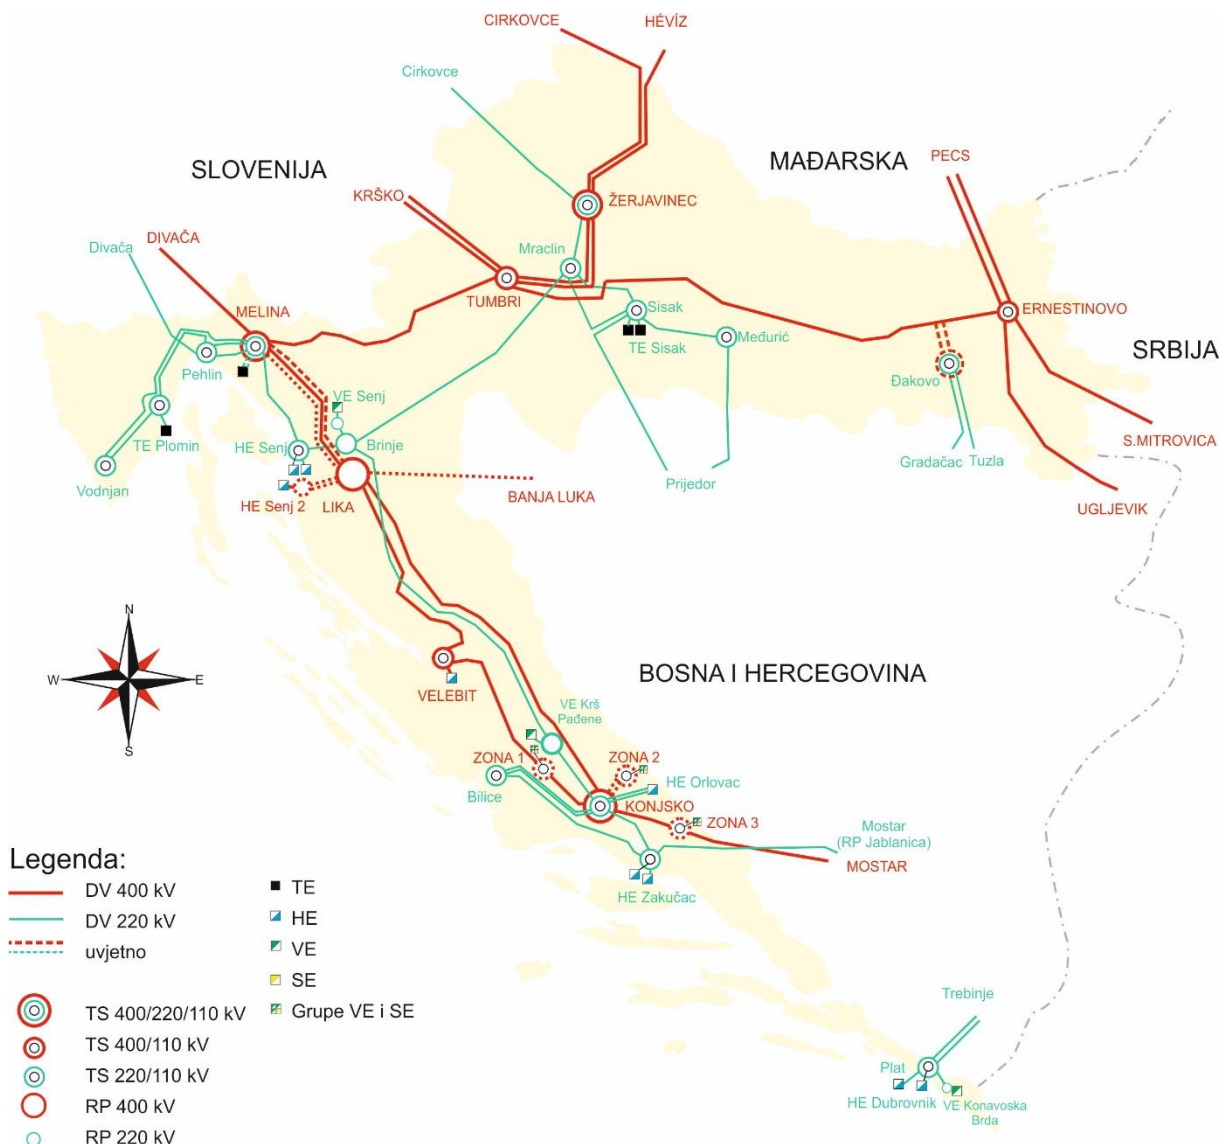 CIRKOVCE
HÉVÍZ
Cirkovce
SLOVENIJA
MAĐARSKA
PECS
KRŠKO
ŽERJAVINEC
DIVAČA
Divača
Mraclin
MELINA
TUMBRI
Sisak
ERNESTINOVO
TE Sisak
Međurić
SRBIJA
Pehlin
Đakovo
VE Senj
TE Plomin
HE Senj
Brinje
S.MITROVICA
Gradačac
Tuzla
Vodnjan
Prijedor
BANJA LUKA
HE Senj 2
LIKA
UGLJEVIK
N
W
E
S
BOSNA I HERCEGOVINA
VELEBIT
VE Krš
Pađene
ZONA 1
ZONA 2
HE Orlovac
Bilice
KONJSKO
ZONA 3
Mostar
(RP Jablanica)
MOSTAR
HE Zakučac
Legenda:
DV 400 kV
DV 220 kV
uvjetno
TS 400/220/110 kV
TS 400/110 kV
TS 220/110 kV
RP 400 kV
RP 220 kV
TE
HE
VE
SE
Grupe VE i SE
Trebinje
Plat
HE Dubrovnik
VE Konavoska
Brda